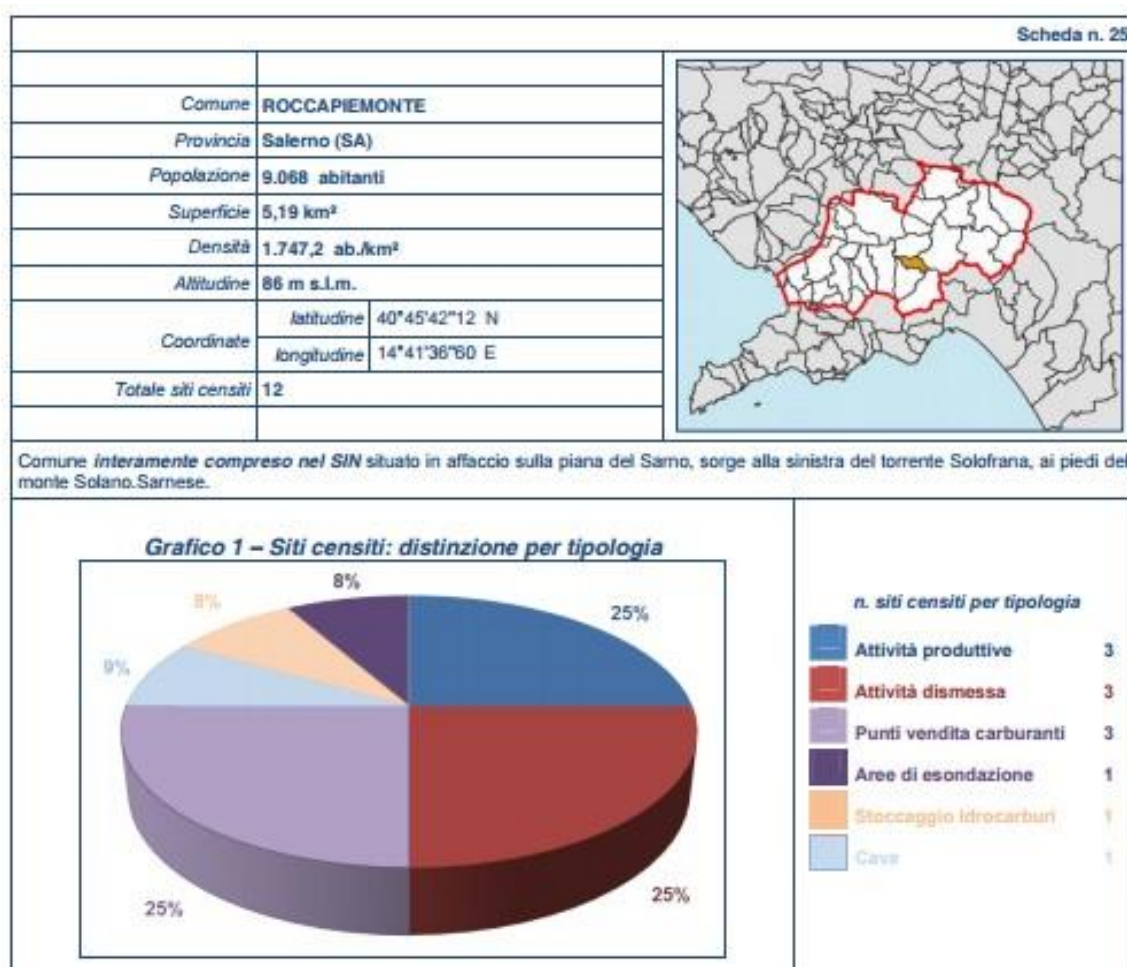 Scheda n. 25
Comune ROCCAPIEMONTE
Provincia Salerno (SA)
Popolazione 9.068 abitanti
Superficie 5,19 km²
Densità 1.747,2 ab./km²
Altitudine 86 m s.l.m.
Coordinate
latitudine 40°45'42"12 N
longitudine 14°41'36"60 E
Totale siti censiti 12
Comune interamente compreso nel SIN situato in affaccio sulla piana del Sarno, sorge alla sinistra del torrente Solofrana, ai piedi del
monte Solano.Sarnese.
Grafico 1 – Siti censiti: distinzione per tipologia
8%
8%
25%
9%
25%
25%
n. siti censiti per tipologia
Attività produttive 3
Attività dismessa 3
Punti vendita carburanti 3
Aree di esondazione 1
Stoccaggio Idrocarburi 1
Cava 1